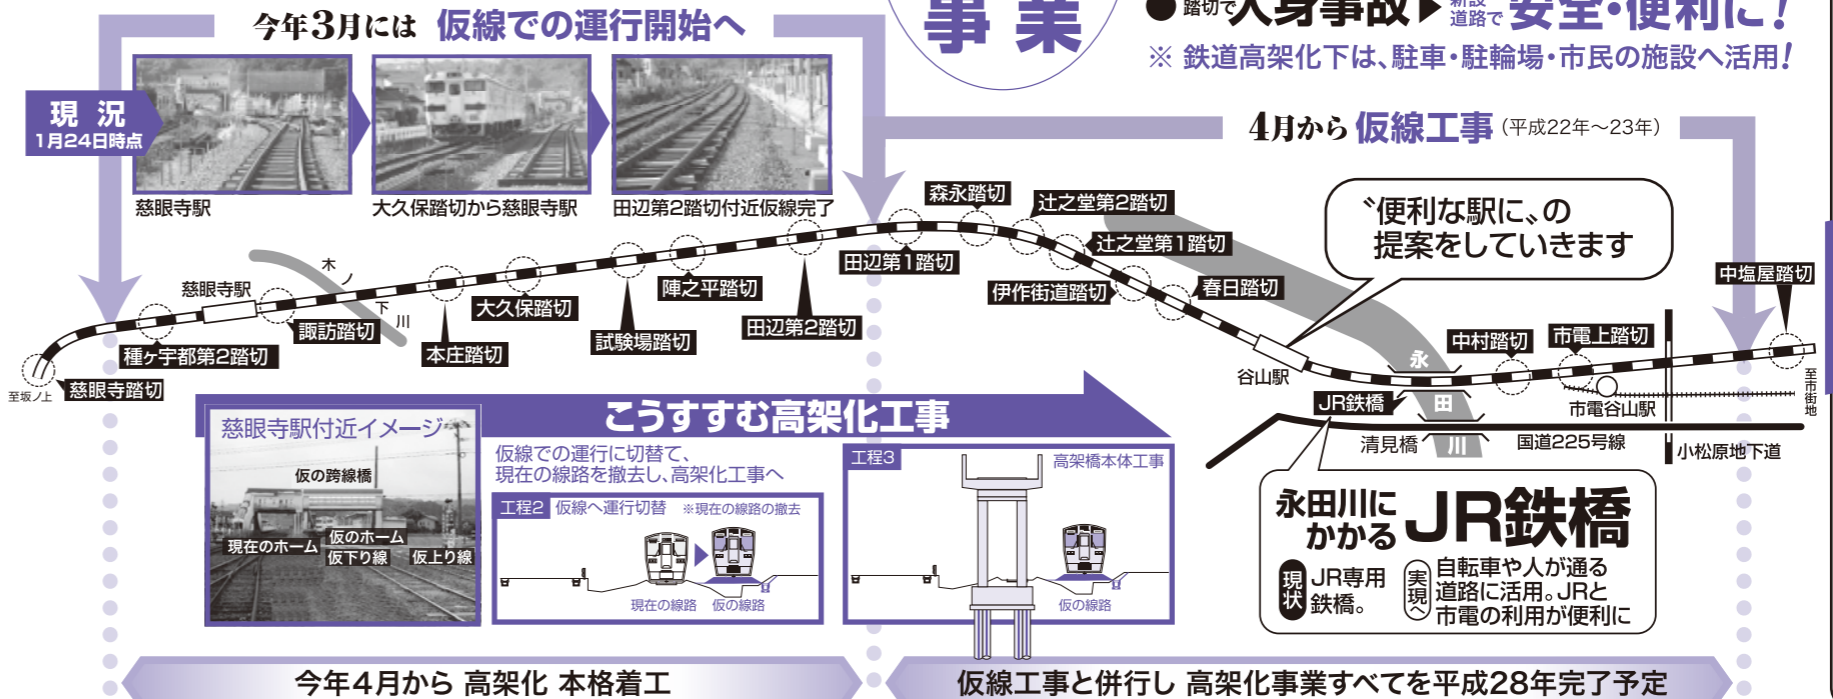 今年3月には 仮線での運行開始へ
事業
● 踏切で人身事故▶新設道路で安全・便利に!
※ 鉄道高架化下は、駐車・駐輪場・市民の施設へ活用!
現況
1月24日時点
慈眼寺駅
大久保踏切から慈眼寺駅
田辺第2踏切付近仮線完了
4月から 仮線工事（平成22年〜23年）
〝便利な駅に〟の
提案をしていきます
至坂ノ上
慈眼寺踏切
種ヶ宇都第2踏切
慈眼寺駅
諏訪踏切
木ノ下川
本庄踏切
大久保踏切
試験場踏切
陣之平踏切
田辺第2踏切
田辺第1踏切
森永踏切
辻之堂第2踏切
辻之堂第1踏切
伊作街道踏切
春日踏切
谷山駅
永田川
JR鉄橋
清見橋
中村踏切
市電上踏切
市電谷山駅
国道225号線
小松原地下道
中塩屋踏切
至市街地
こうすすむ高架化工事
慈眼寺駅付近イメージ
仮の跨線橋
現在のホーム
仮のホーム
仮下り線
仮上り線
仮線での運行に切替て、
現在の線路を撤去し、高架化工事へ
工程2 仮線へ運行切替 ※現在の線路の撤去
現在の線路 仮の線路
工程3 高架橋本体工事
仮の線路
永田川に
かかる JR鉄橋
現状 JR専用
鉄橋。
実現へ 自転車や人が通る
道路に活用。JRと
市電の利用が便利に
今年4月から 高架化 本格着工
仮線工事と併行し 高架化事業すべてを平成28年完了予定